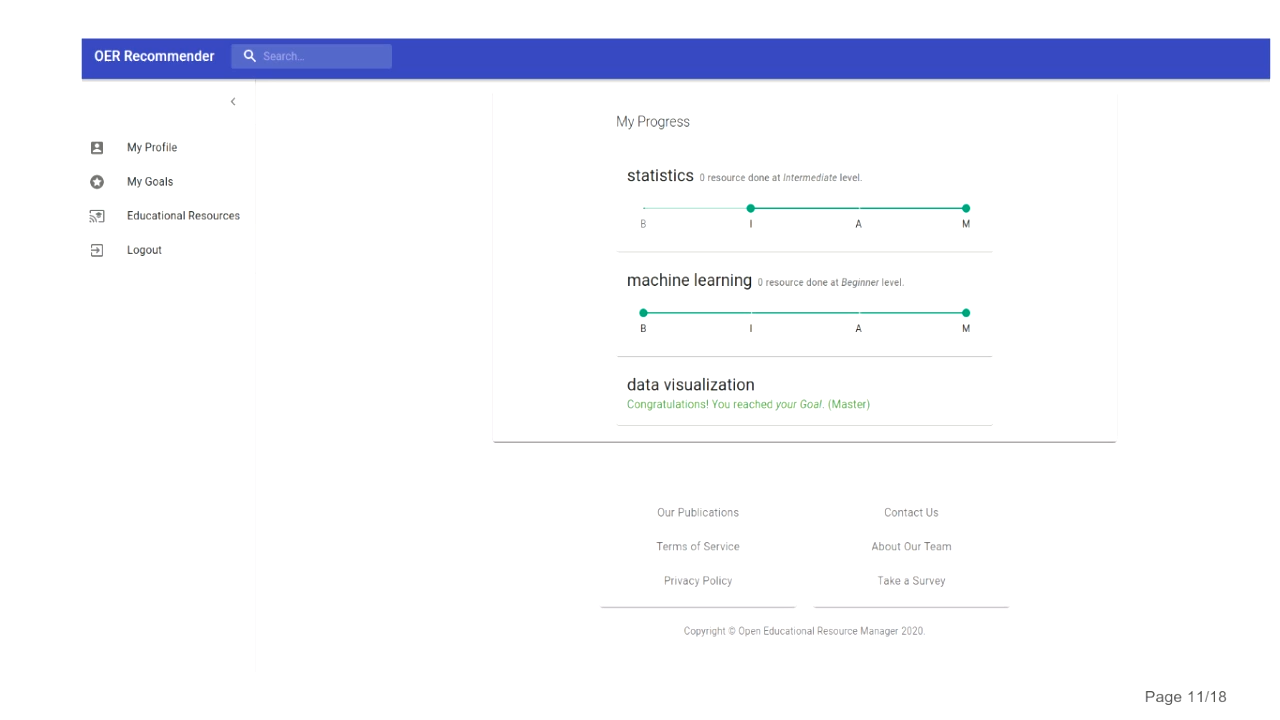 OER Recommender
Search...
My Profile
My Goals
Educational Resources
Logout
My Progress
statistics 0 resource done at Intermediate level.
B I A M
machine learning 0 resource done at Beginner level.
B I A M
data visualization
Congratulations! You reached your Goal. (Master)
Our Publications
Contact Us
Terms of Service
About Our Team
Privacy Policy
Take a Survey
Copyright © Open Educational Resource Manager 2020.
Page 11/18